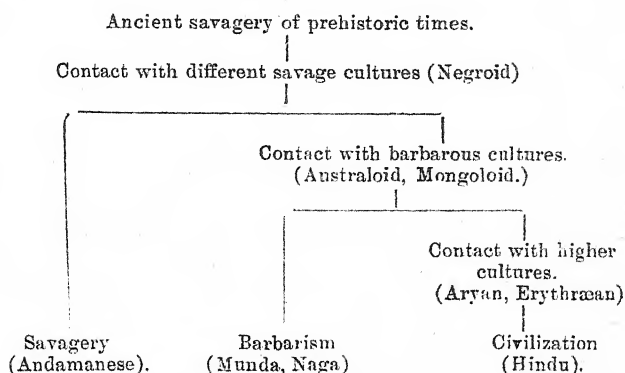 Ancient savagery of prehistoric times.
Contact with different savage cultures (Negroid)
Contact with barbarous cultures.
(Australoid, Mongoloid.)
Contact with higher
cultures.
(Aryan, Erythræan)
Savagery
(Andamanese).
Barbarism
(Munda, Naga)
Civilization
(Hindu).